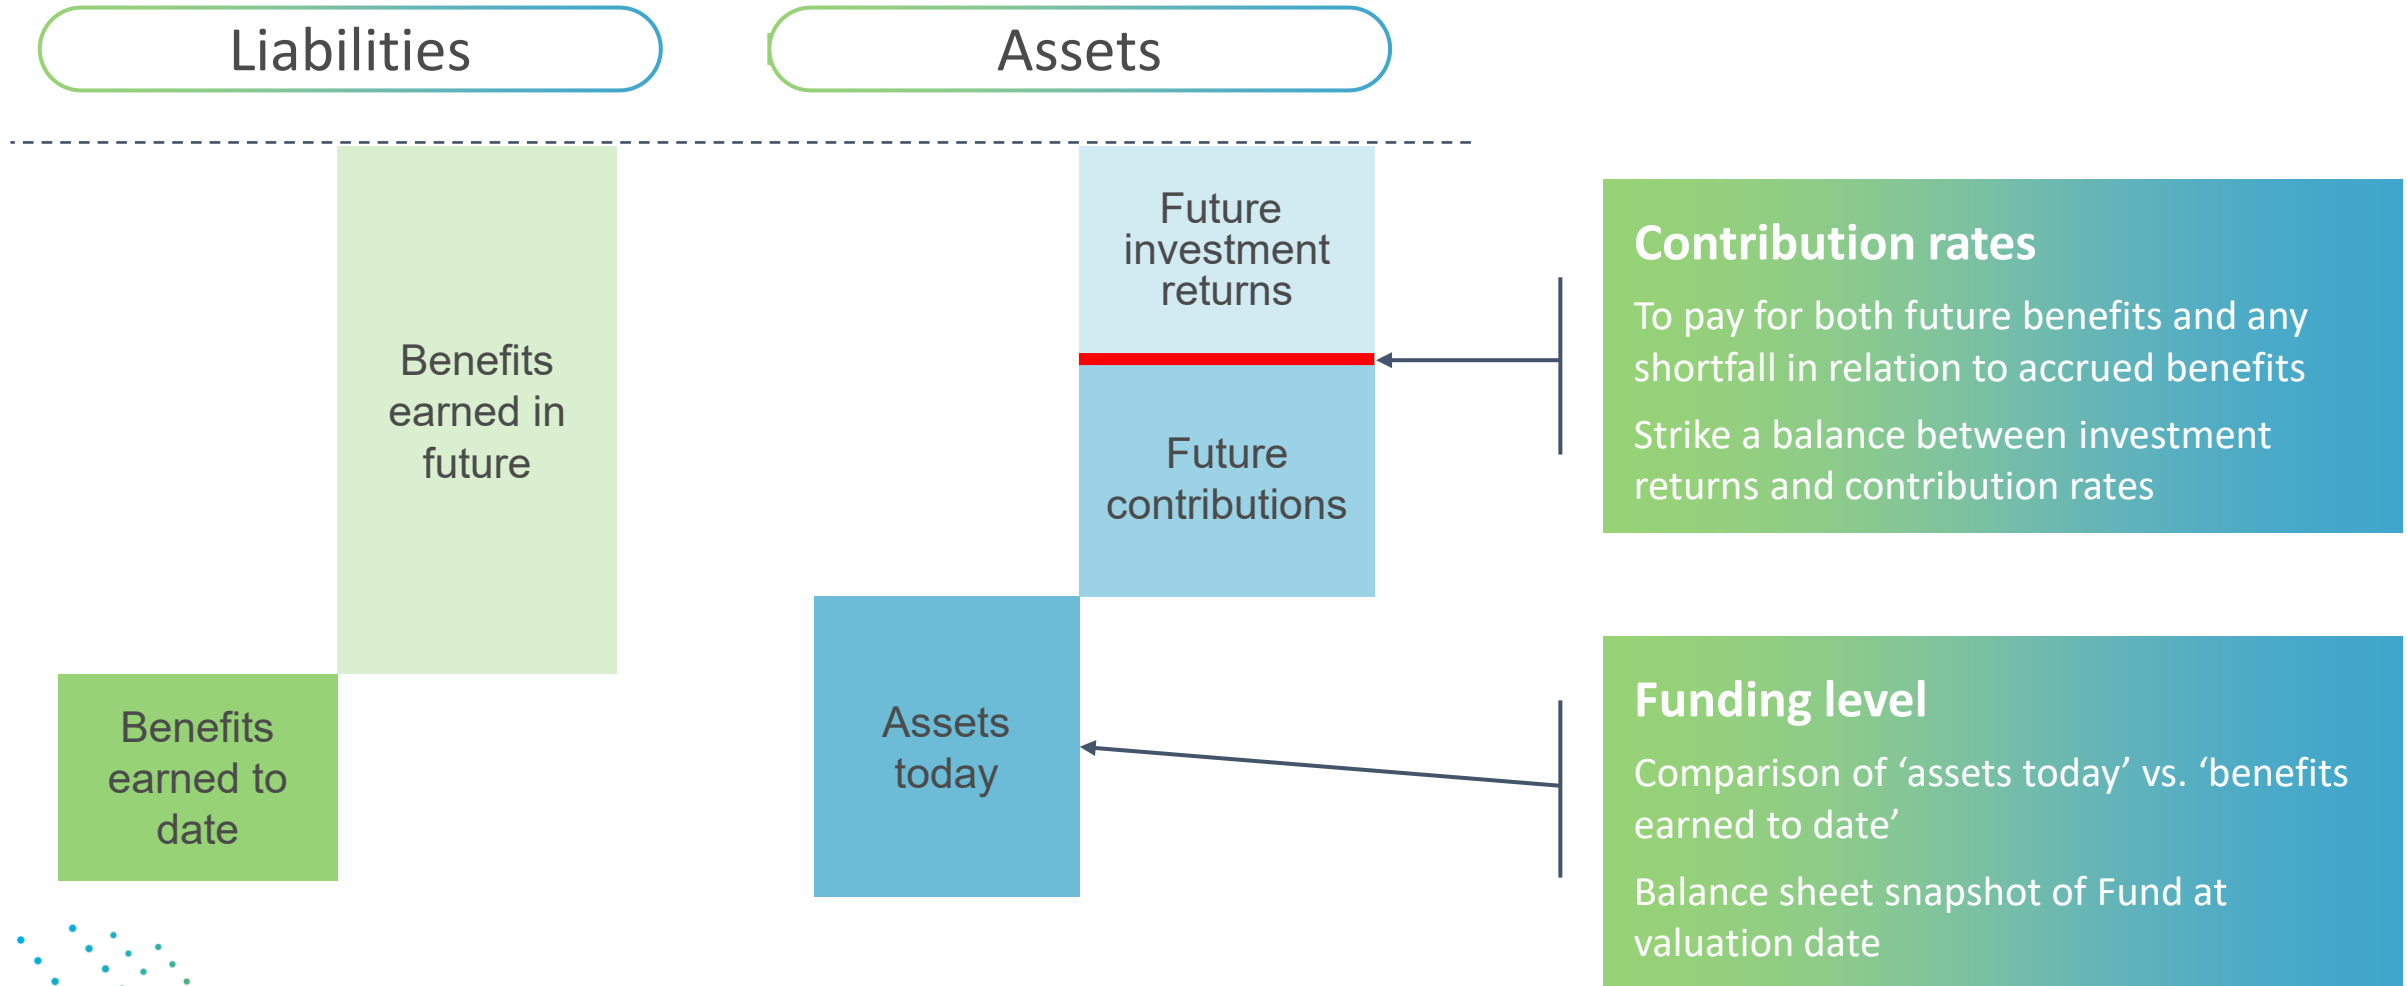 Liabilities
Assets
Benefits
earned in
future
Benefits
earned to
date
Future
investment
returns
Future
contributions
Assets
today
Contribution rates
To pay for both future benefits and any
shortfall in relation to accrued benefits
Strike a balance between investment
returns and contribution rates
Funding level
Comparison of ‘assets today’ vs. ‘benefits
earned to date’
Balance sheet snapshot of Fund at
valuation date